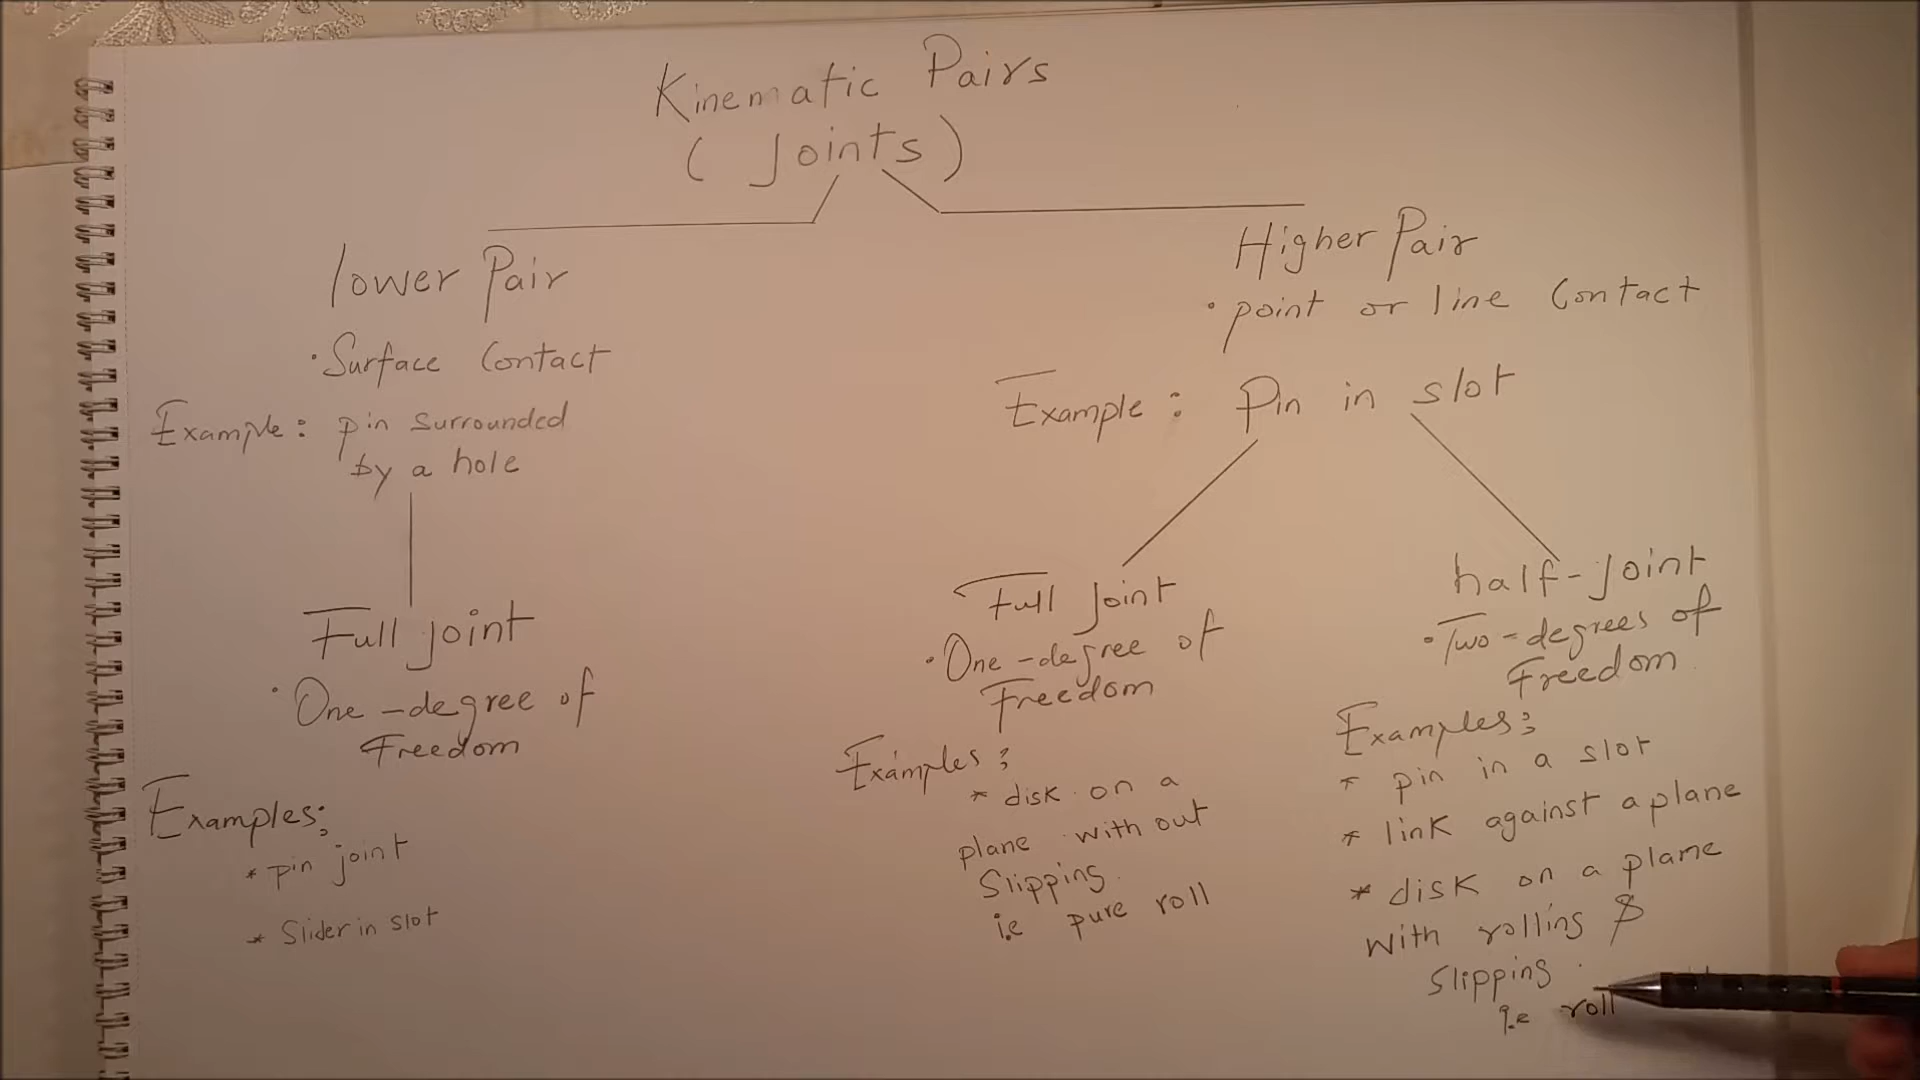 Kinematic Pairs
(Joints)
lower Pair
• Surface Contact
Example: pin surrounded
by a hole
Full joint
• One-degree of
Freedom
Examples:
* pin joint
* Slider in slot
Higher Pair
• point or line Contact
Example: Pin in slot
Full joint
• One-degree of
Freedom
Examples:
* disk on a
plane with out
Slipping.
i.e pure roll
half-joint
• Two-degrees of
Freedom
Examples:
* pin in a slot
* link against a plane
* disk on a plane
with rolling &
Slipping.
i.e roll